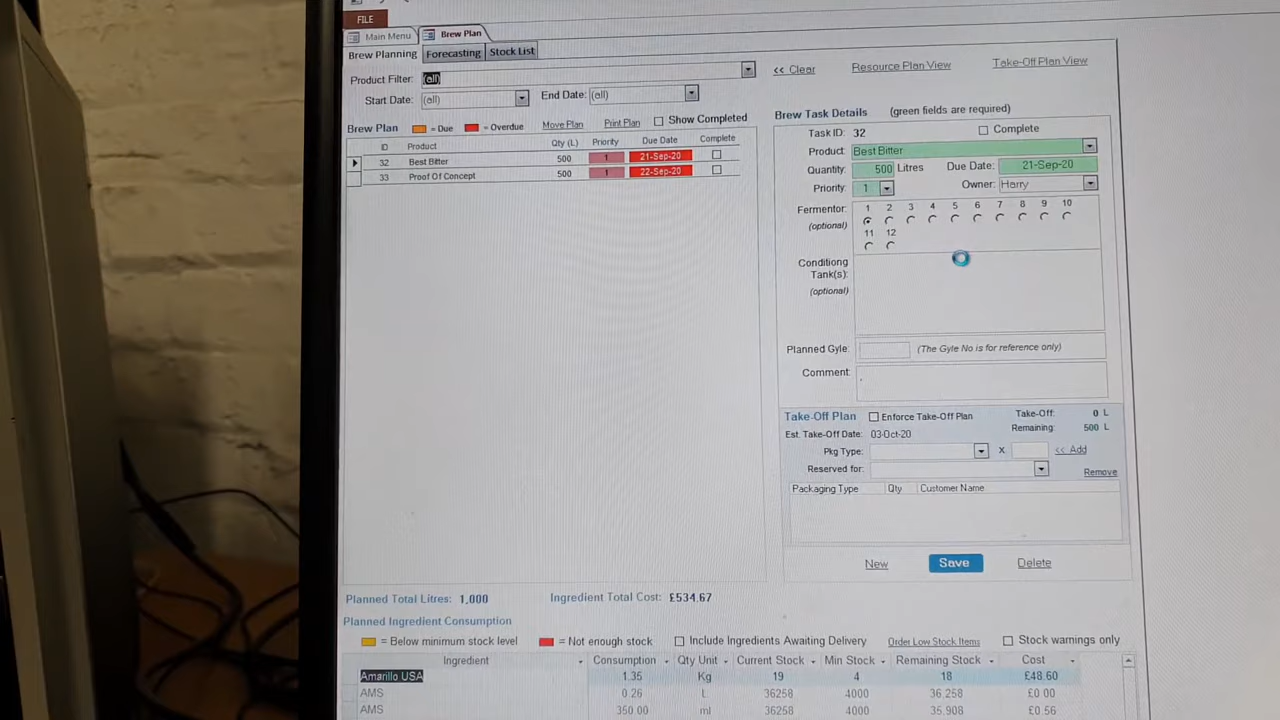 FILE
Main Menu Brew Plan
Brew Planning Forecasting Stock List
Product Filter: (all) << Clear Resource Plan View Take-Off Plan View
Start Date: (all) End Date: (all)
Brew Plan = Due = Overdue Move Plan Print Plan Show Completed
ID Product Qty (L) Priority Due Date Complete
32 Best Bitter 500 1 21-Sep-20
33 Proof Of Concept 500 1 22-Sep-20
Brew Task Details (green fields are required)
Task ID: 32 Complete
Product: Best Bitter
Quantity: 500 Litres Due Date: 21-Sep-20
Priority: 1 Owner: Harry
Fermentor: 1 2 3 4 5 6 7 8 9 10
(optional) 11 12
Conditiong
Tank(s):
(optional)
Planned Gyle: (The Gyle No is for reference only)
Comment:
Take-Off Plan Enforce Take-Off Plan Take-Off: 0 L
Est. Take-Off Date: 03-Oct-20 Remaining: 500 L
Pkg Type: X << Add
Reserved for: Remove
Packaging Type Qty Customer Name
New Save Delete
Planned Total Litres: 1,000 Ingredient Total Cost: £534.67
Planned Ingredient Consumption
= Below minimum stock level = Not enough stock Include Ingredients Awaiting Delivery Order Low Stock Items Stock warnings only
Ingredient Consumption Qty Unit Current Stock Min Stock Remaining Stock Cost
Amarillo USA 1.35 Kg 19 4 18 £48.60
AMS 0.26 L 36258 4000 36,258 £0.00
AMS 350.00 ml 36258 4000 35,908 £0.56